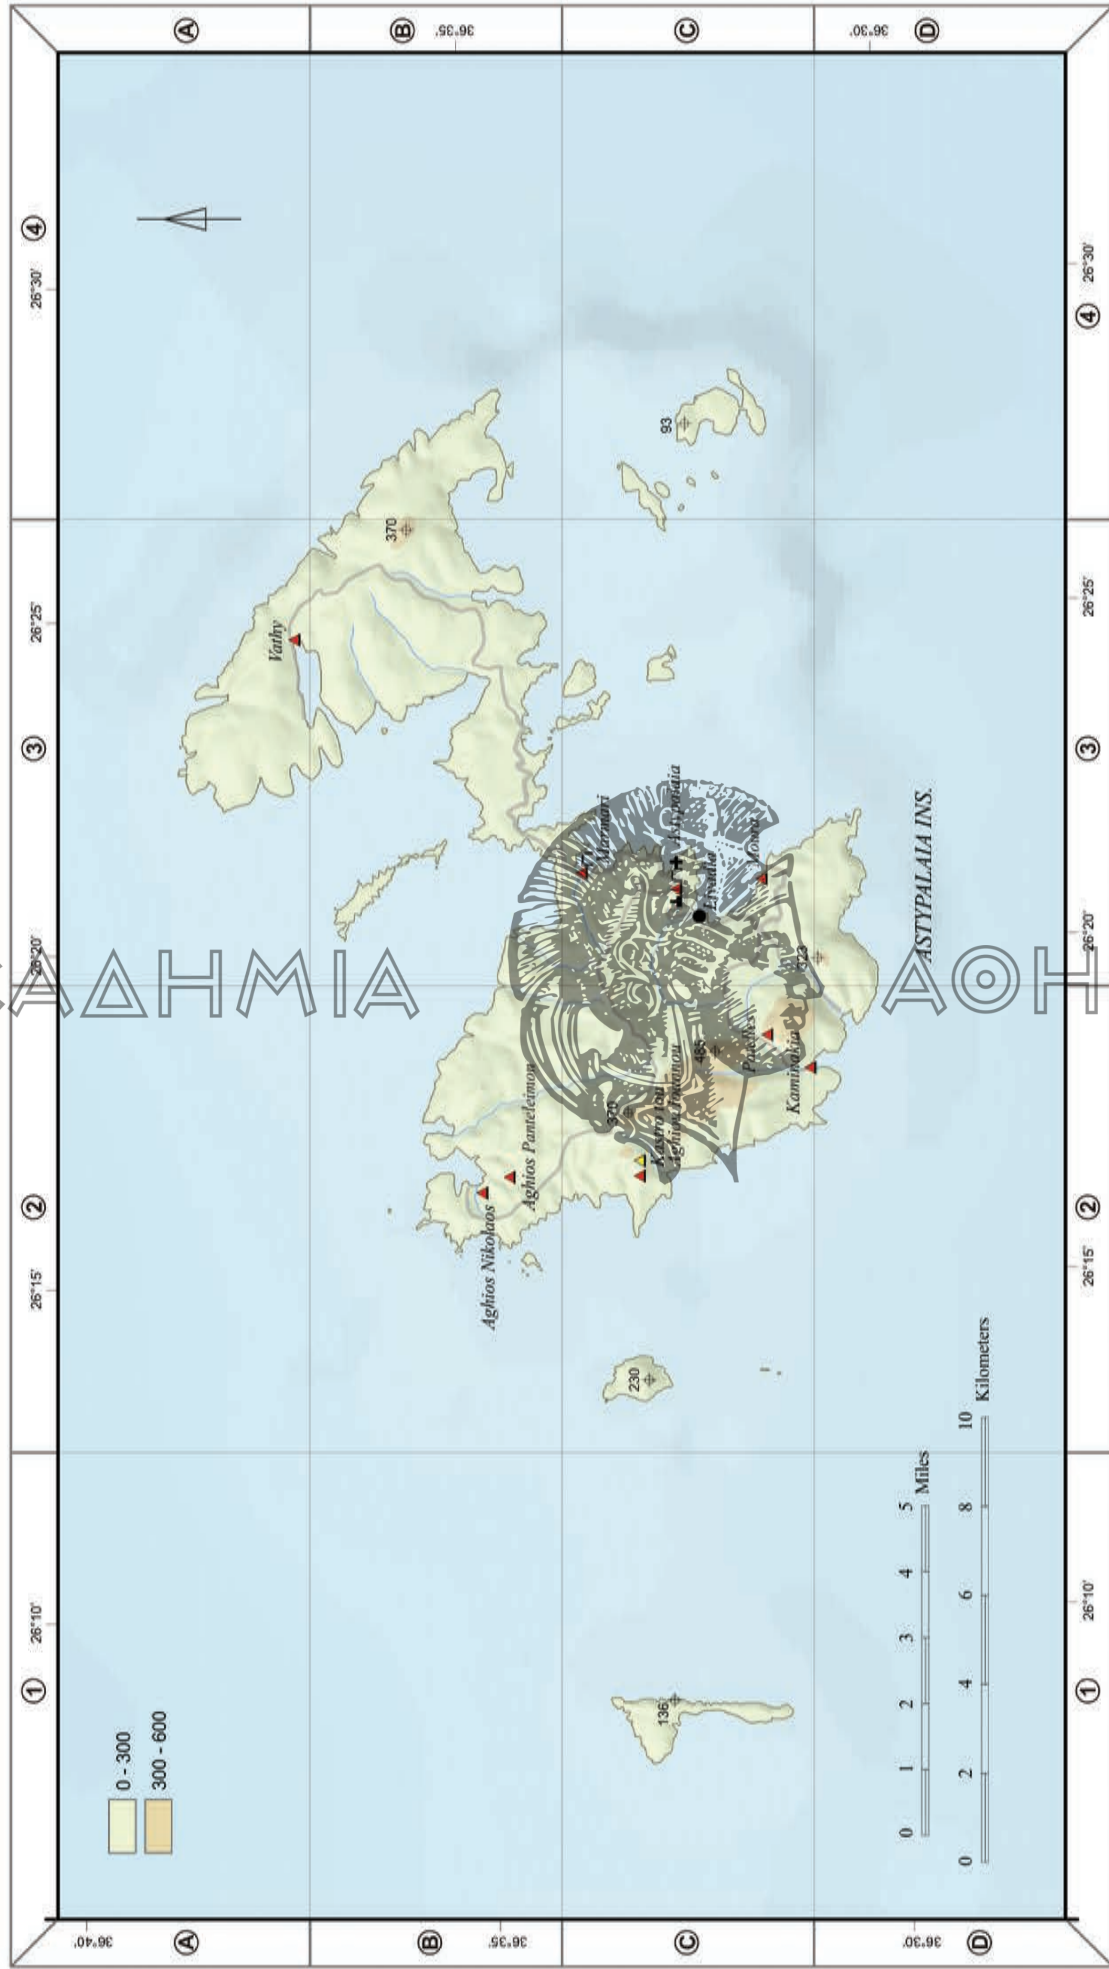 1
2
3
4
26°10'
26°15'
26°20'
26°25'
26°30'
A
B
C
D
36°40'
36°35'
36°30'
0 - 300
300 - 600
Vathy
370
Aghios Nikolaos
Aghios Panteleimon
Marmari
370
Kastro tou
Aghiou Ioannou
Astypalaia
Livadia
93
230
136
485
323
Kaminakia
ΑΔΗΜΙΑ
ΑΘΗ
ASTYPALAIA INS.
0 1 2 3 4 5
Miles
0 2 4 6 8 10
Kilometers
26°10'
26°15'
26°20'
26°25'
26°30'
1
2
3
4
A
B
C
D
36°35'
36°30'